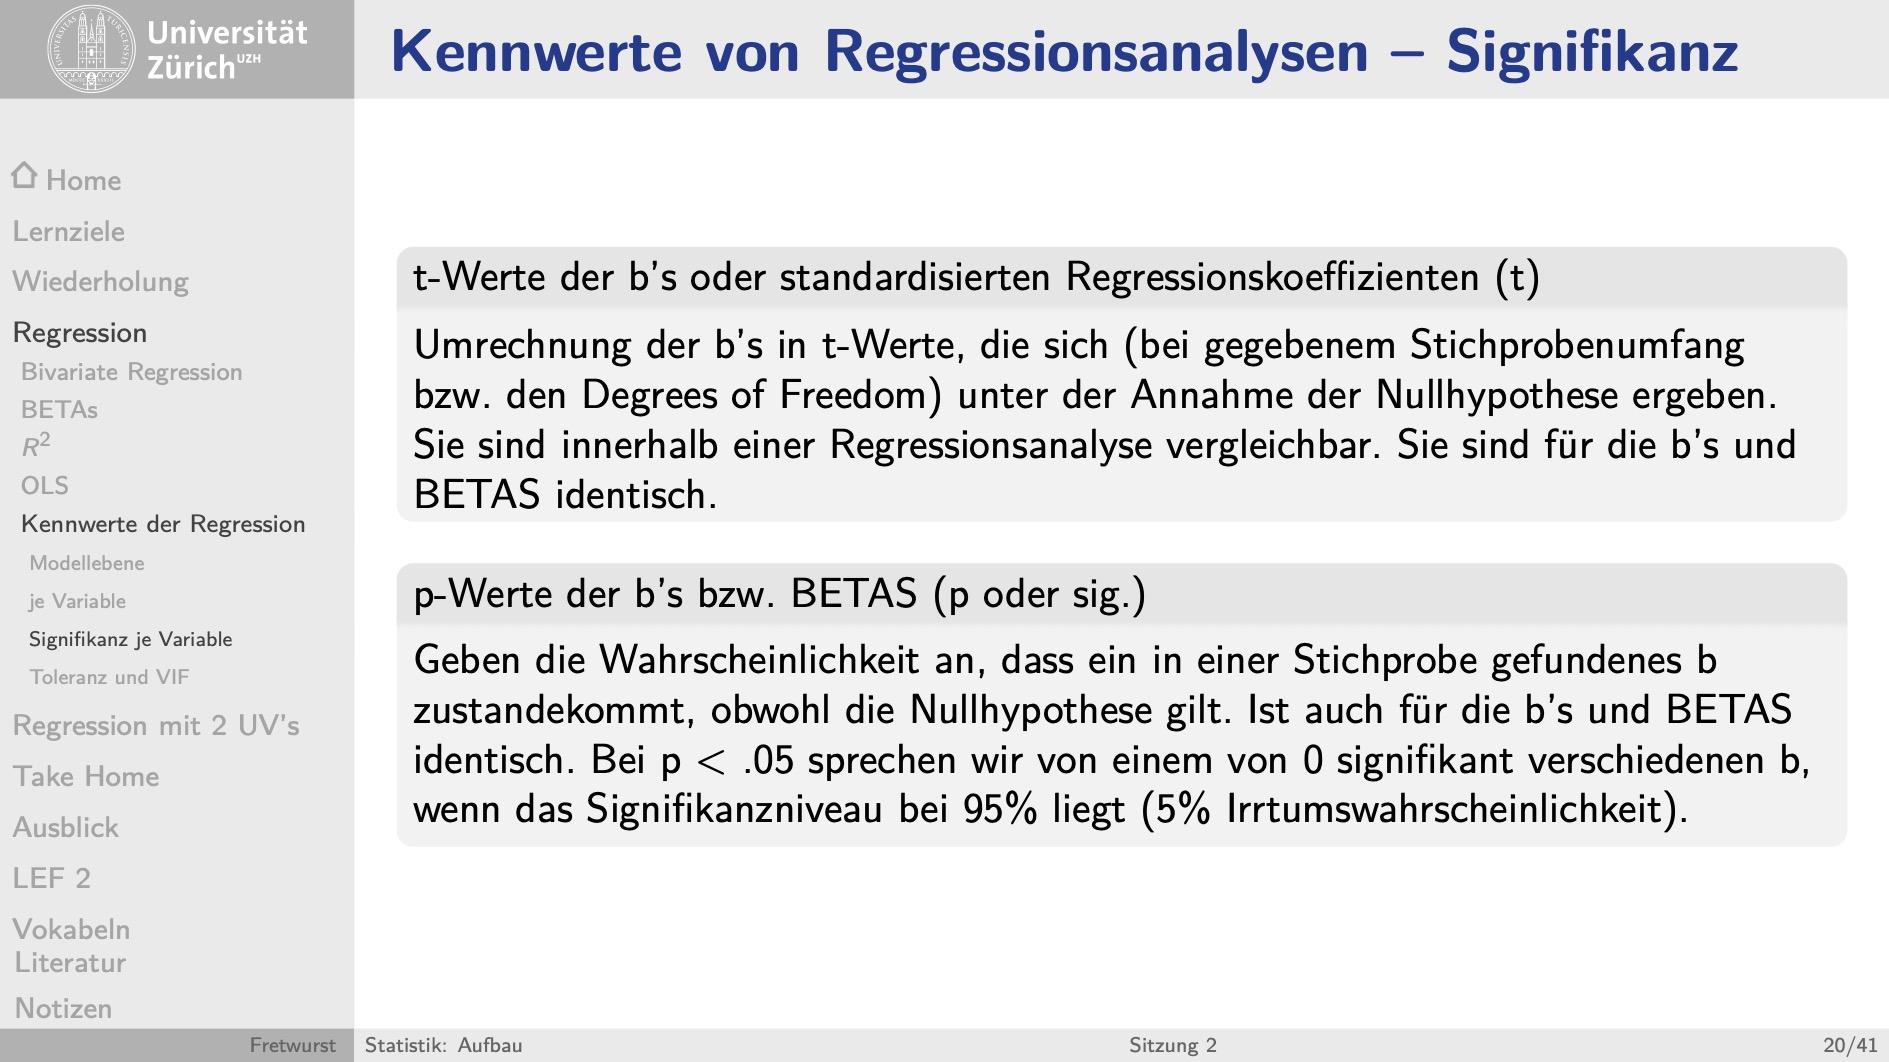 Universität
Zürich UZH
Kennwerte von Regressionsanalysen – Signifikanz
Home
Lernziele
Wiederholung
Regression
Bivariate Regression
BETAs
R²
OLS
Kennwerte der Regression
Modellebene
je Variable
Signifikanz je Variable
Toleranz und VIF
Regression mit 2 UV's
Take Home
Ausblick
LEF 2
Vokabeln
Literatur
Notizen
t-Werte der b's oder standardisierten Regressionskoeffizienten (t)
Umrechnung der b's in t-Werte, die sich (bei gegebenem Stichprobenumfang
bzw. den Degrees of Freedom) unter der Annahme der Nullhypothese ergeben.
Sie sind innerhalb einer Regressionsanalyse vergleichbar. Sie sind für die b's und
BETAS identisch.
p-Werte der b's bzw. BETAS (p oder sig.)
Geben die Wahrscheinlichkeit an, dass ein in einer Stichprobe gefundenes b
zustandekommt, obwohl die Nullhypothese gilt. Ist auch für die b's und BETAS
identisch. Bei p < .05 sprechen wir von einem von 0 signifikant verschiedenen b,
wenn das Signifikanzniveau bei 95% liegt (5% Irrtumswahrscheinlichkeit).
Fretwurst
Statistik: Aufbau
Sitzung 2
20/41